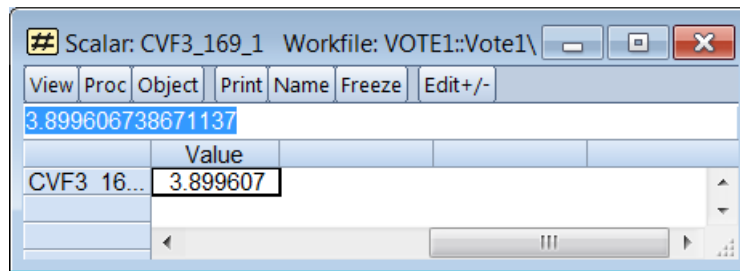 Scalar: CVF3_169_1 Workfile: VOTE1::Vote1\
View Proc Object Print Name Freeze Edit+/-
3.899606738671137
Value
CVF3_16... 3.899607